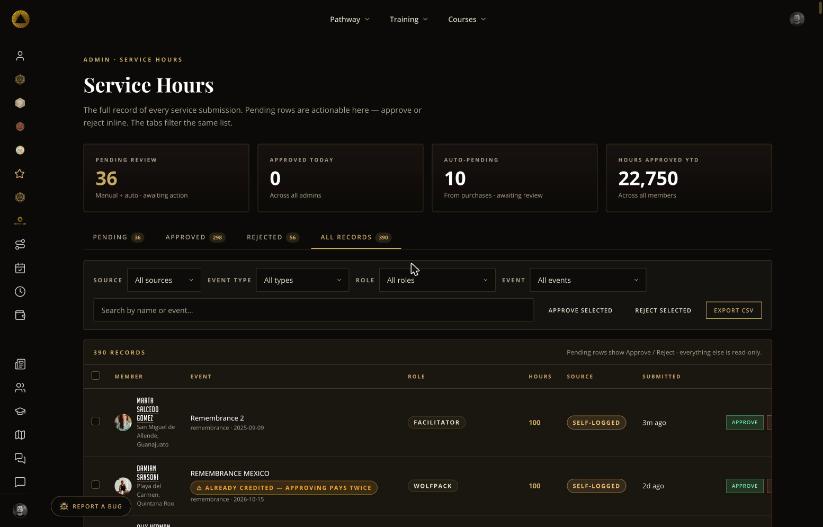 Pathway Training Courses
ADMIN · SERVICE HOURS
Service Hours
The full record of every service submission. Pending rows are actionable here — approve or
reject inline. The tabs filter the same list.
PENDING REVIEW
36
Manual + auto · awaiting action
APPROVED TODAY
0
Across all admins
AUTO-PENDING
10
From purchases · awaiting review
HOURS APPROVED YTD
22,750
Across all members
PENDING 36 APPROVED 298 REJECTED 56 ALL RECORDS 390
SOURCE All sources EVENT TYPE All types ROLE All roles EVENT All events
Search by name or event... APPROVE SELECTED REJECT SELECTED EXPORT CSV
390 RECORDS Pending rows show Approve / Reject · everything else is read-only.
MEMBER EVENT ROLE HOURS SOURCE SUBMITTED
MARTA
SALCEDO
GOMEZ
San Miguel de
Allende,
Guanajuato
Remembrance 2
remembrance · 2025-09-09
FACILITATOR 100 SELF-LOGGED 3m ago APPROVE
DAMIAN
SANSONI
Playa del
Carmen,
Quintana Roo
REMEMBRANCE MEXICO
⚠ ALREADY CREDITED — APPROVING PAYS TWICE
remembrance · 2026-10-15
WOLFPACK 100 SELF-LOGGED 2d ago APPROVE
REPORT A BUG